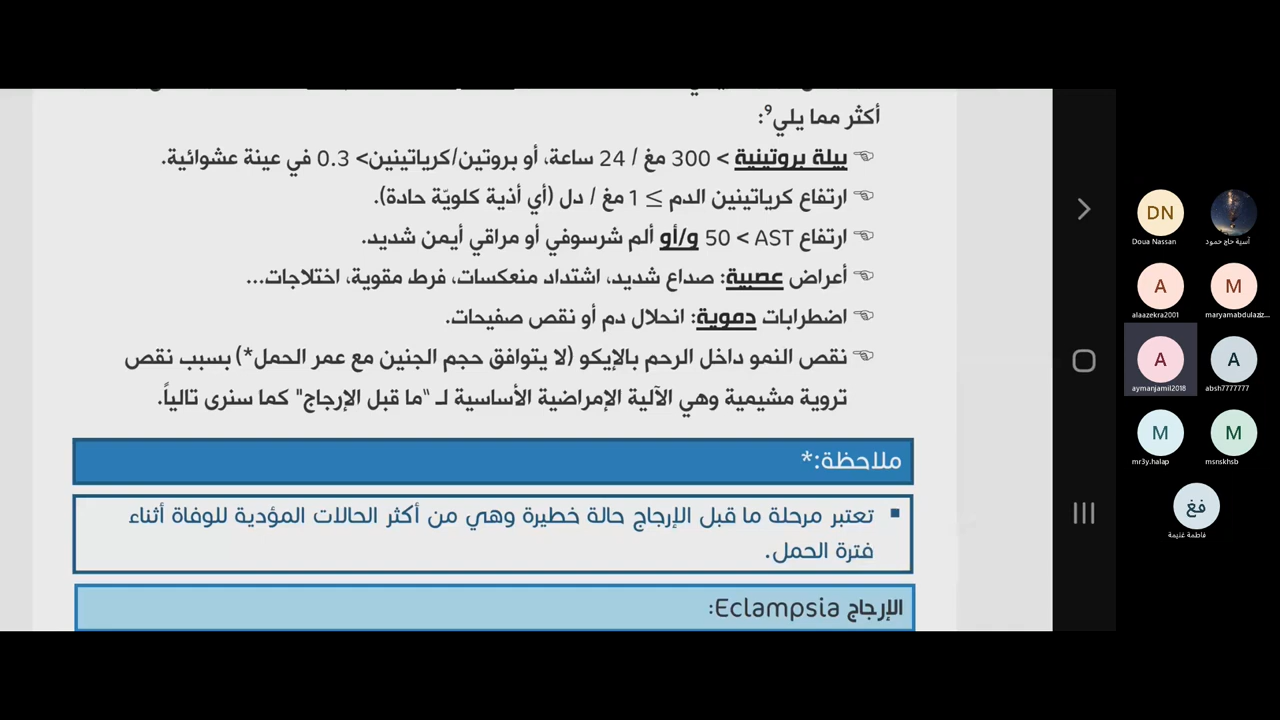 أكثر مما يلي⁹:
بيلة بروتينية > 300 مغ / 24 ساعة، أو بروتين/كرياتينين> 0.3 في عينة عشوائية.
ارتفاع كرياتينين الدم ≥ 1 مغ / دل (أي أذية كلويّة حادة).
ارتفاع AST > 50 و/أو ألم شرسوفي أو مراقي أيمن شديد.
أعراض عصبية: صداع شديد، اشتداد منعكسات، فرط مقوية، اختلاجات...
اضطرابات دموية: انحلال دم أو نقص صفيحات.
نقص النمو داخل الرحم بالإيكو (لا يتوافق حجم الجنين مع عمر الحمل*) بسبب نقص
تروية مشيمية وهي الآلية الإمراضية الأساسية لـ "ما قبل الإرجاج" كما سنرى تالياً.
ملاحظة:*
تعتبر مرحلة ما قبل الإرجاج حالة خطيرة وهي من أكثر الحالات المؤدية للوفاة أثناء
فترة الحمل.
الإرجاج Eclampsia:
DN
Doua Nassan
آسية حاج حمود
A
alaazekra2001
M
maryamabdulaziz...
A
aymanjamil2018
A
absh7777777
M
mr3y.halap
M
msnskhsb
فغ
فاطمة غنيمة